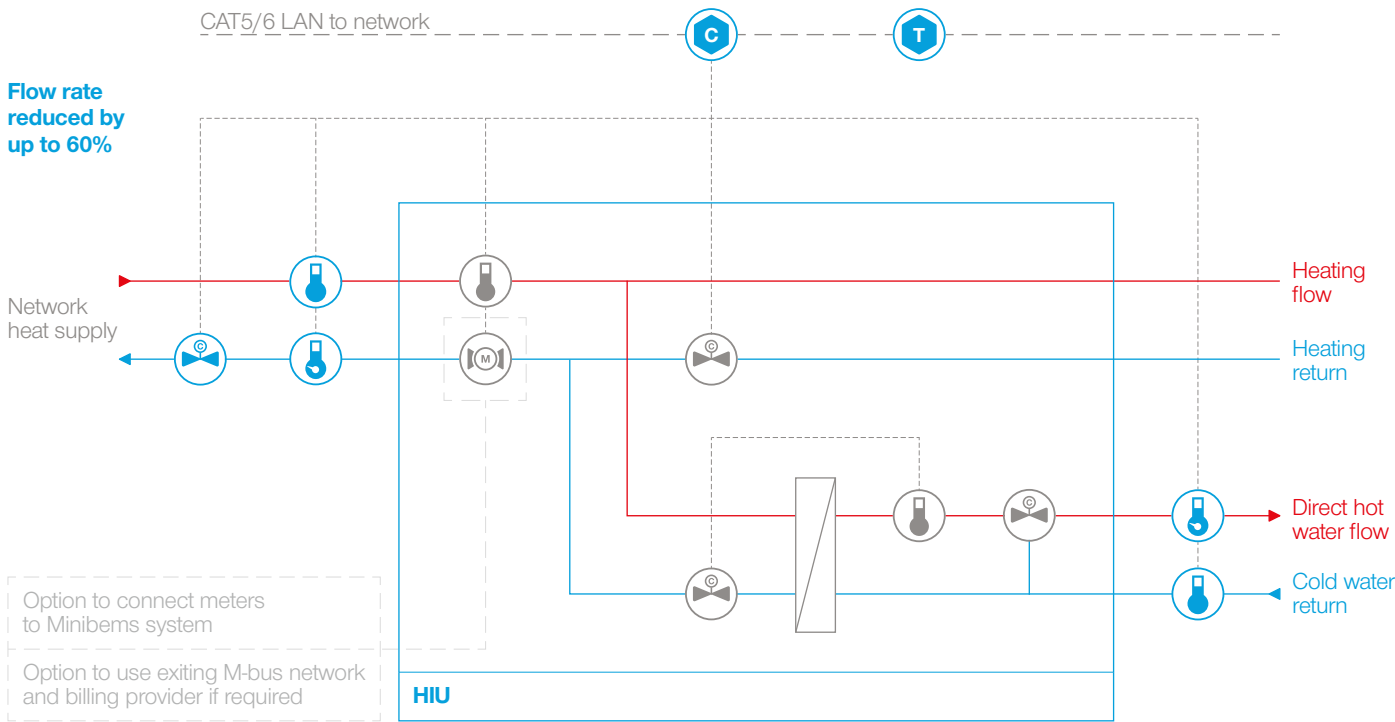 CAT5/6 LAN to network
C
T
Flow rate
reduced by
up to 60%
Heating
flow
Network
heat supply
C
M
C
Heating
return
C
Direct hot
water flow
C
Cold water
return
Option to connect meters
to Minibems system
Option to use exiting M-bus network
and billing provider if required
HIU